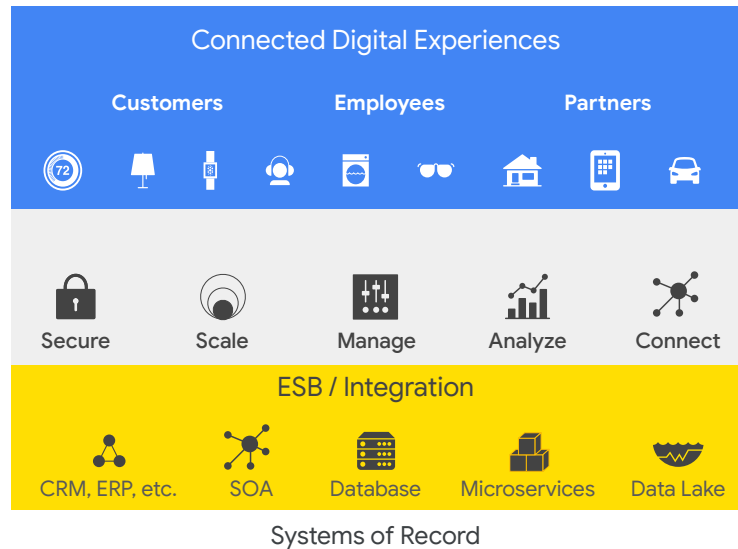 Connected Digital Experiences
Customers Employees Partners
72
Secure Scale Manage Analyze Connect
ESB / Integration
CRM, ERP, etc. SOA Database Microservices Data Lake
Systems of Record